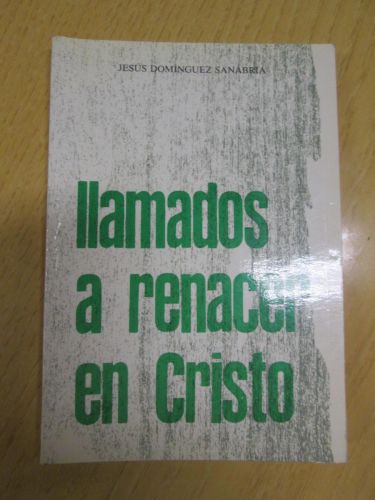 JESÚS DOMÍNGUEZ SANABRIA
llamados
a renacer
en Cristo